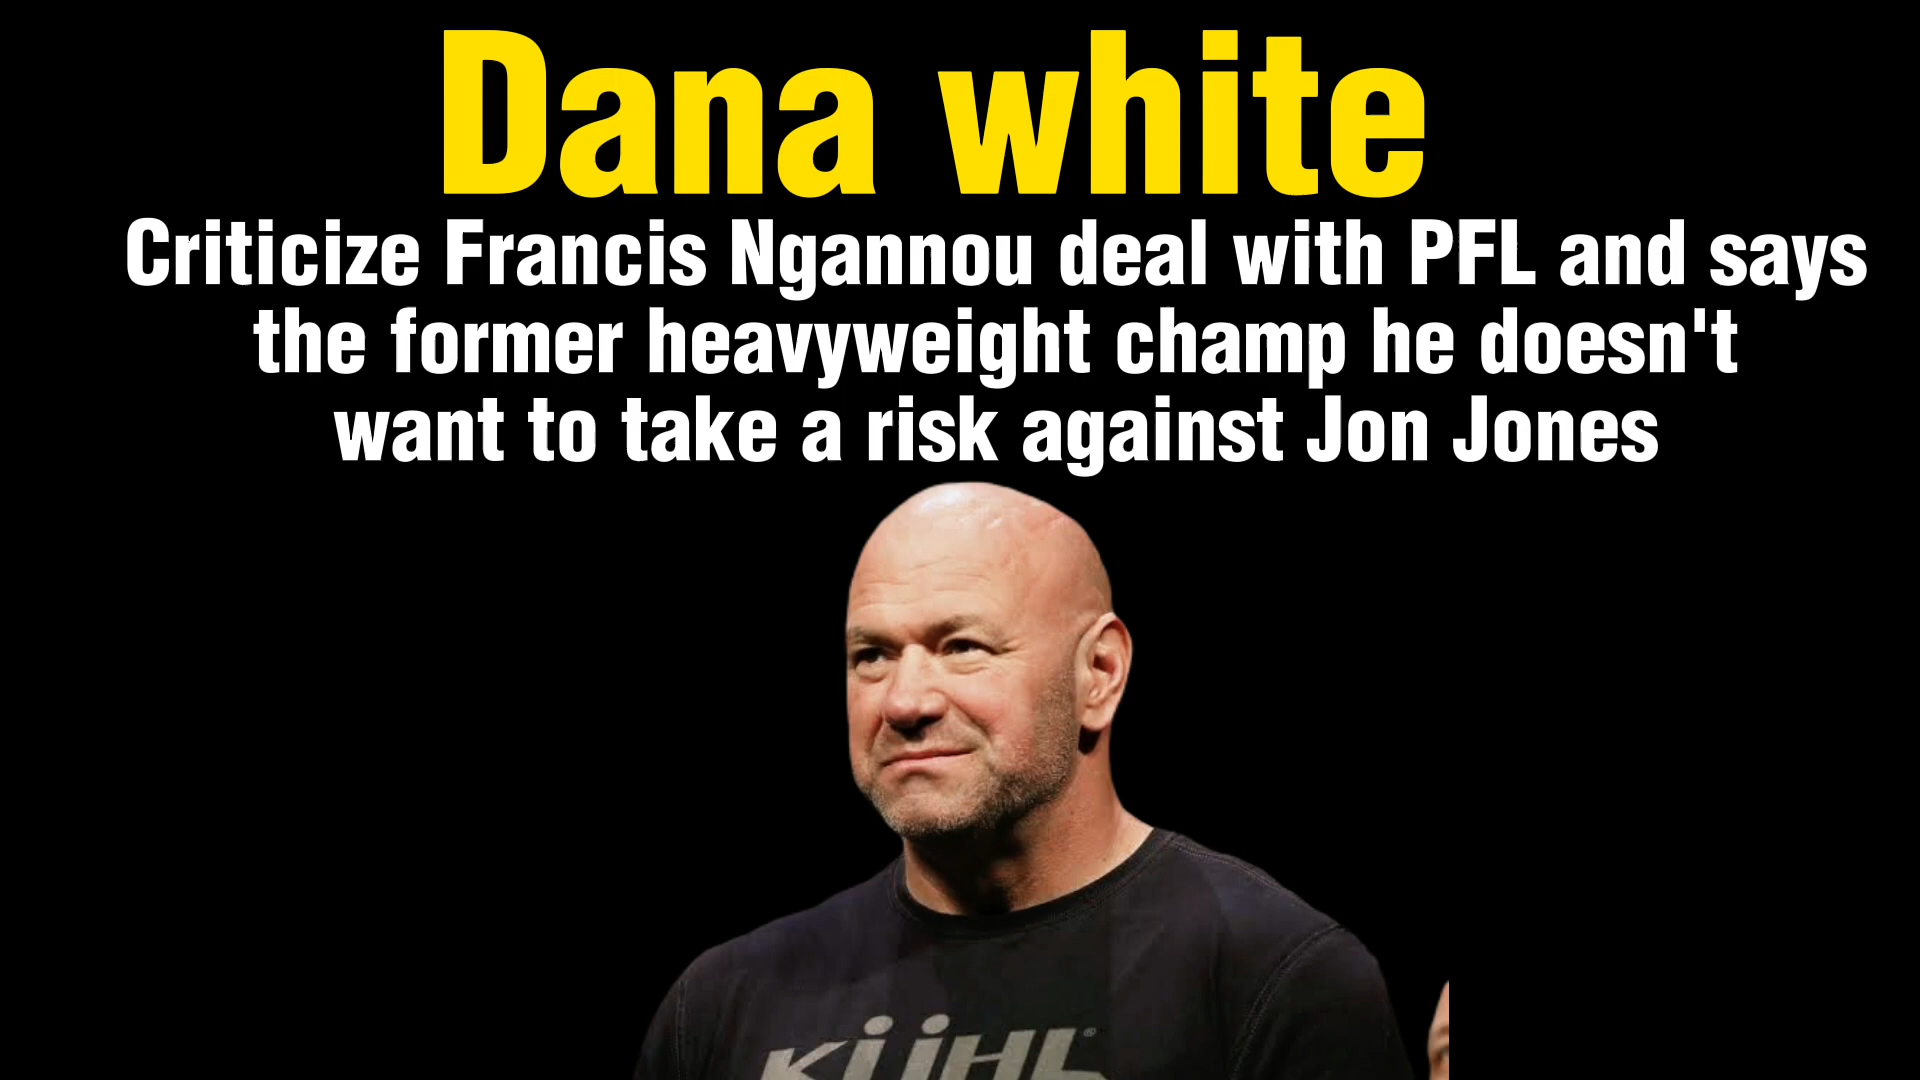 Dana white
Criticize Francis Ngannou deal with PFL and says
the former heavyweight champ he doesn't
want to take a risk against Jon Jones
KÜHL